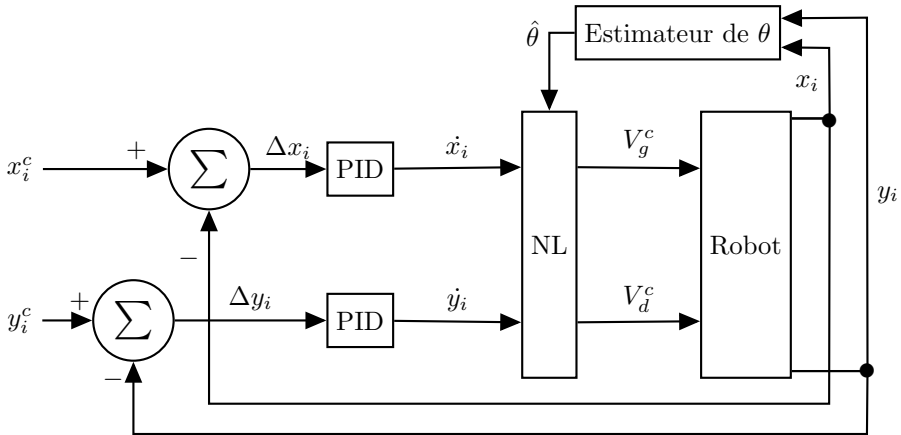 Estimateur de θ
θ̂
x_i
x_i^c
+
∑
−
Δx_i
PID
ẋ_i
V_g^c
y_i
NL
Robot
y_i^c
+
∑
−
Δy_i
PID
ẏ_i
V_d^c